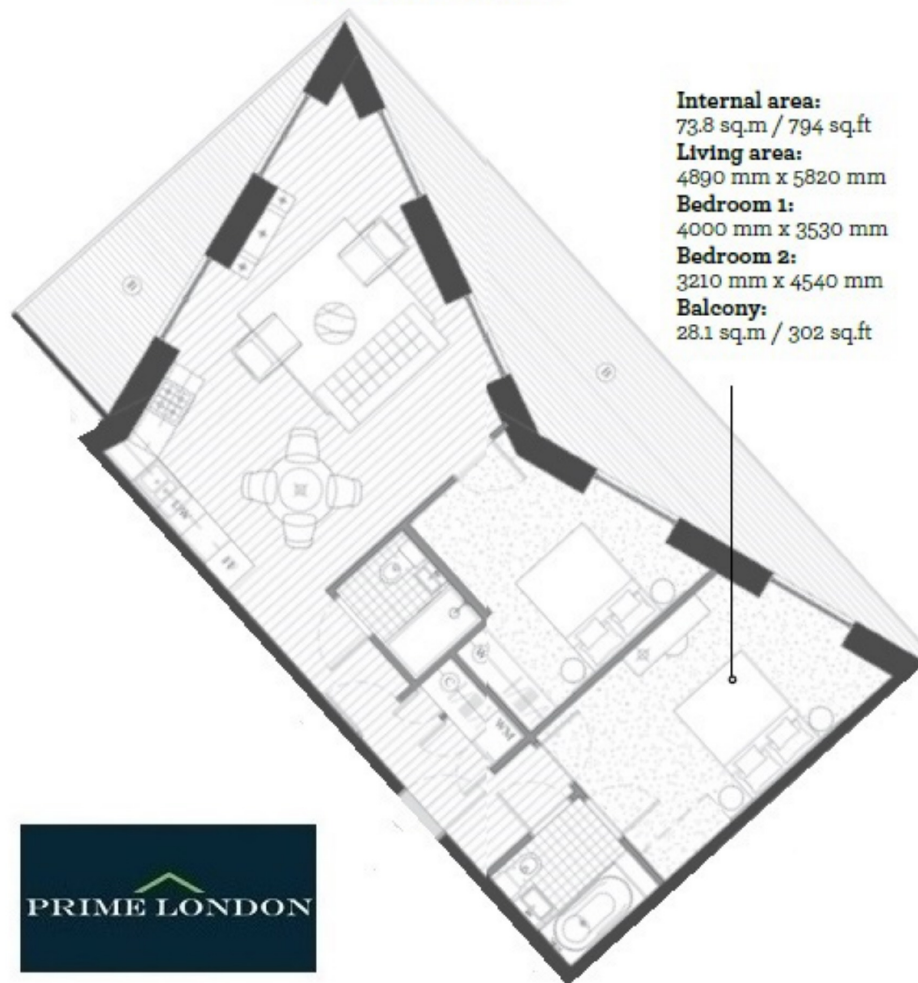 Internal area:
73.8 sq.m / 794 sq.ft
Living area:
4890 mm x 5820 mm
Bedroom 1:
4000 mm x 3530 mm
Bedroom 2:
3210 mm x 4540 mm
Balcony:
28.1 sq.m / 302 sq.ft
B
B
W
C
WM
PRIME LONDON